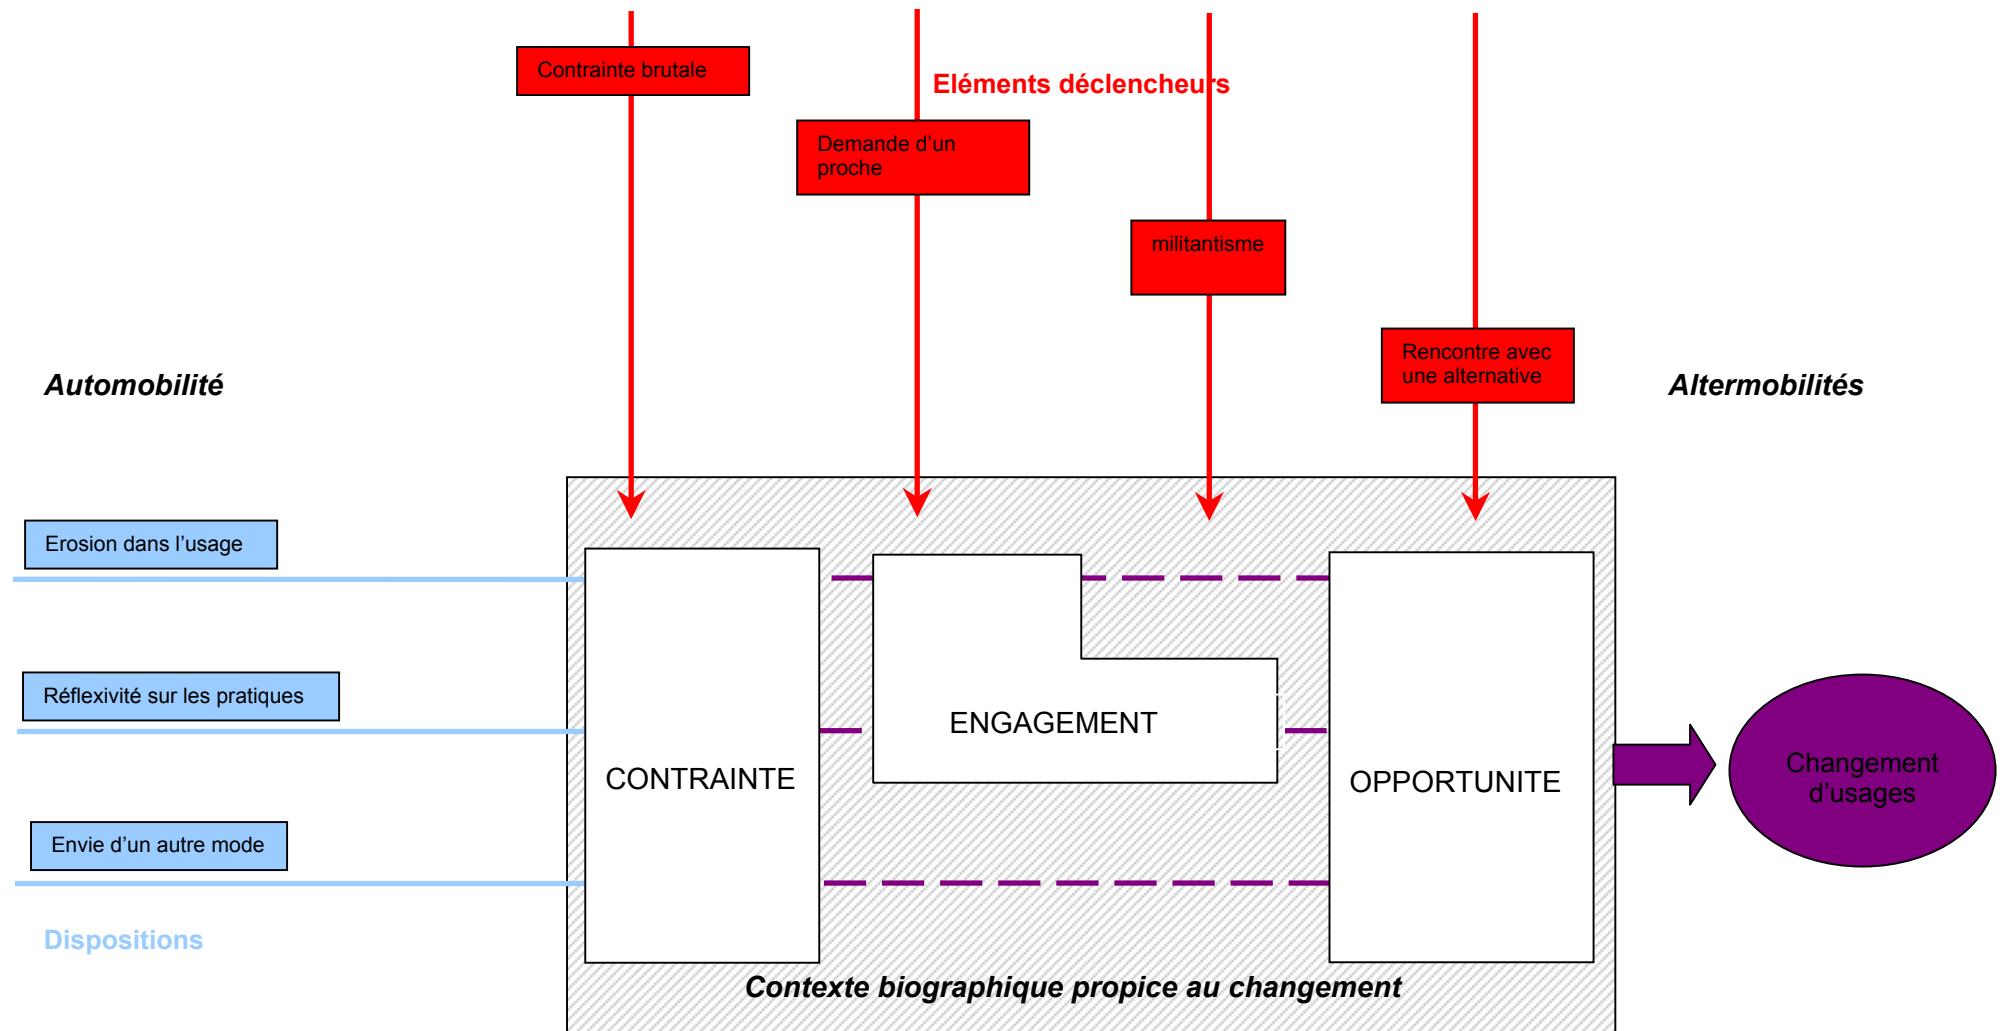 Contrainte brutale
Eléments déclencheurs
Demande d’un
proche
militantisme
Rencontre avec
une alternative
Automobilité
Altermobilités
Erosion dans l’usage
Réflexivité sur les pratiques
ENGAGEMENT
CONTRAINTE
OPPORTUNITE
Changement
d’usages
Envie d’un autre mode
Dispositions
Contexte biographique propice au changement